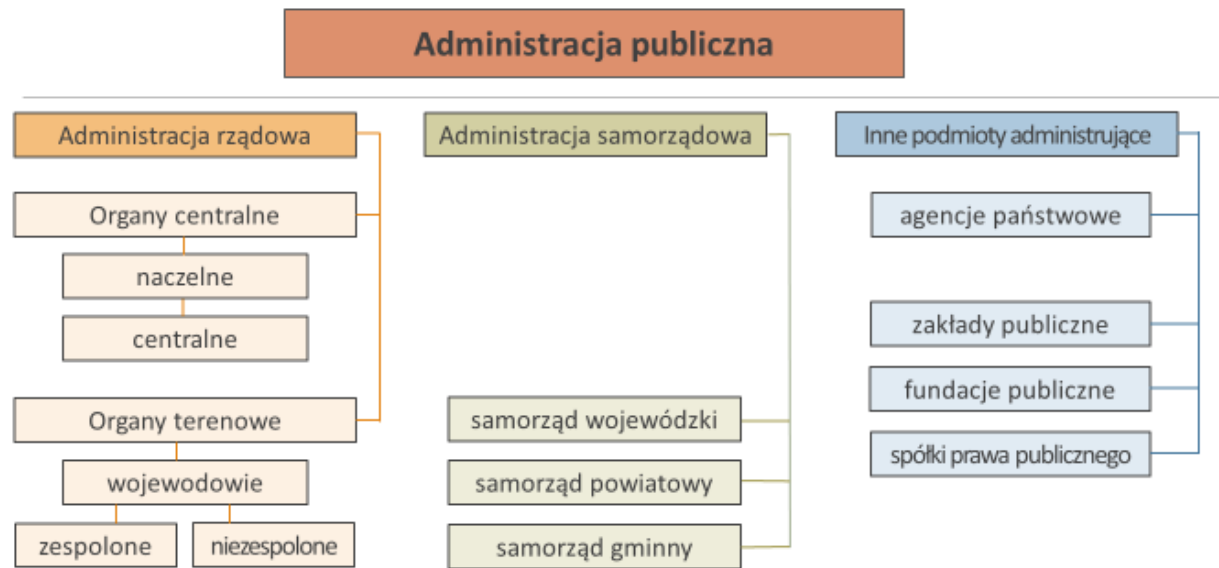 Administracja publiczna
Administracja rządowa
Organy centralne
naczelne
centralne
Organy terenowe
wojewodowie
zespolone
niezespolone
Administracja samorządowa
samorząd wojewódzki
samorząd powiatowy
samorząd gminny
Inne podmioty administrujące
agencje państwowe
zakłady publiczne
fundacje publiczne
spółki prawa publicznego